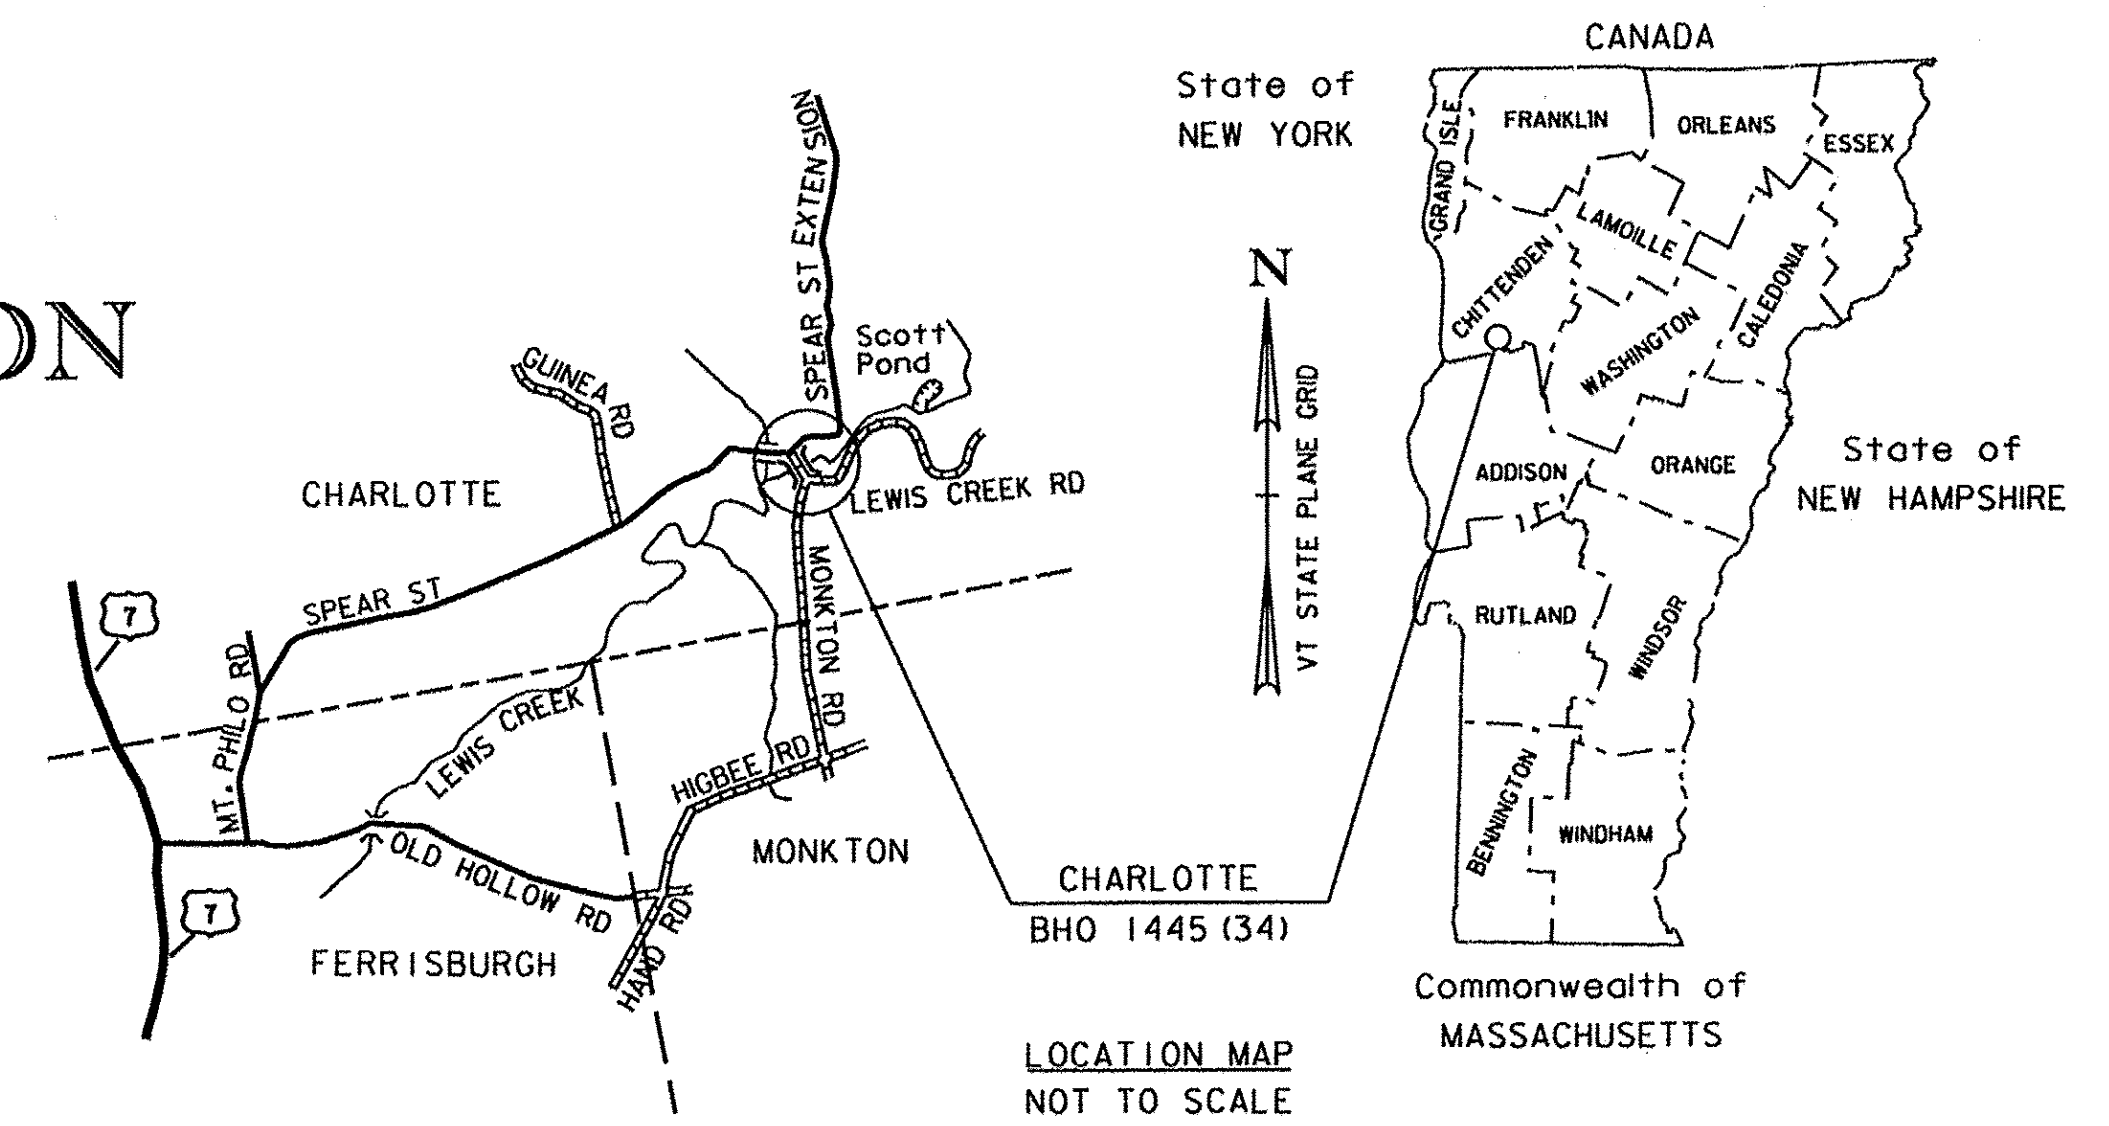 ON
SPEAR ST EXTENSION
Scott
Pond
GUINEA RD
CHARLOTTE
LEWIS CREEK RD
SPEAR ST
MONKTON RD
7
MT. PHILO RD
LEWIS CREEK
HIGBEE RD
OLD HOLLOW RD
MONKTON
7
HAND RD
FERRISBURGH
CHARLOTTE
BHO 1445 (34)
LOCATION MAP
NOT TO SCALE
N
VT STATE PLANE GRID
CANADA
State of
NEW YORK
GRAND ISLE
FRANKLIN
ORLEANS
ESSEX
LAMOILLE
CHITTENDEN
CALEDONIA
WASHINGTON
ADDISON
ORANGE
State of
NEW HAMPSHIRE
RUTLAND
WINDSOR
BENNINGTON
WINDHAM
Commonwealth of
MASSACHUSETTS